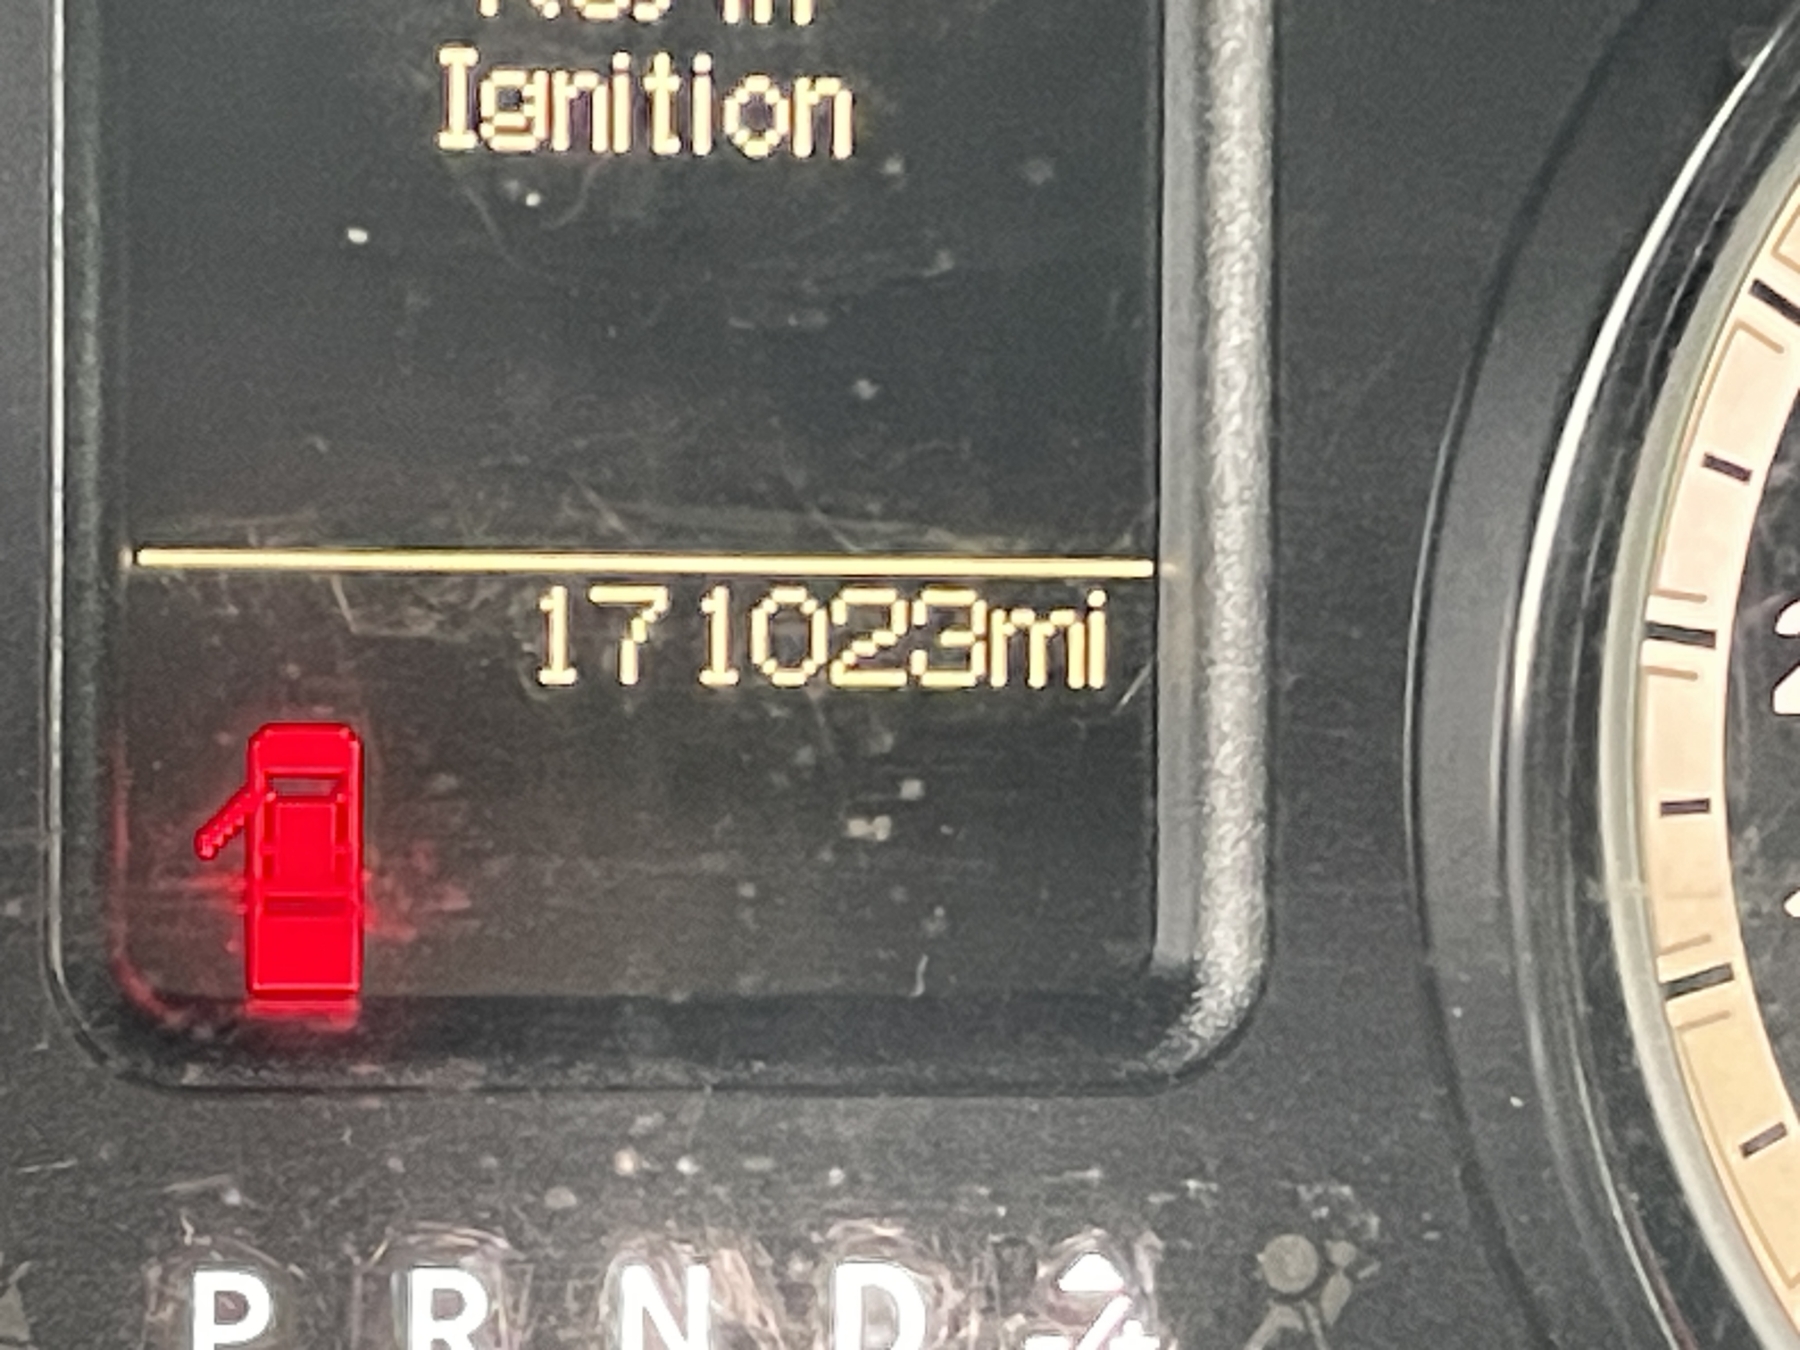 Ignition
171023mi
P R N D